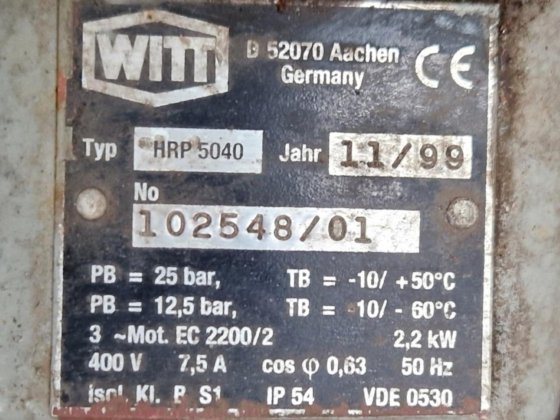 WITT
D 52070 Aachen
Germany
CE
Typ HRP 5040 Jahr 11/99
No
102548/01
PB = 25 bar, TB = -10/ +50°C
PB = 12,5 bar, TB = -10/ - 60°C
3 ~Mot. EC 2200/2 2,2 kW
400 V 7,5 A cos φ 0,63 50 Hz
Isol. Kl. S1 IP 54 VDE 0530